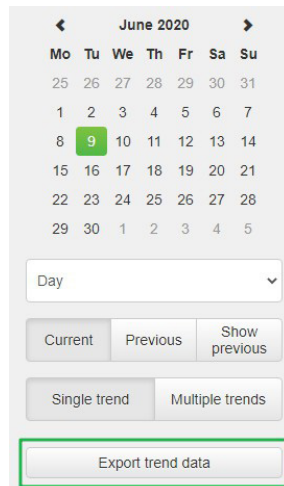 June 2020
Mo Tu We Th Fr Sa Su
25 26 27 28 29 30 31
1 2 3 4 5 6 7
8 9 10 11 12 13 14
15 16 17 18 19 20 21
22 23 24 25 26 27 28
29 30 1 2 3 4 5
Day
Current Previous Show
previous
Single trend Multiple trends
Export trend data